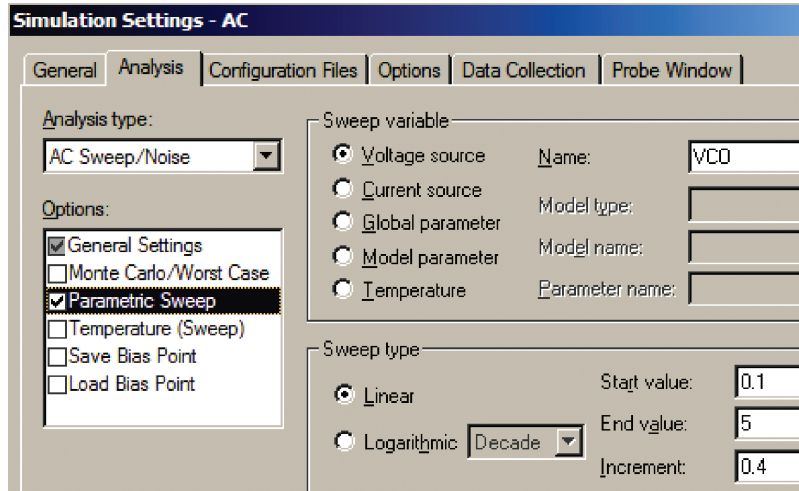 Simulation Settings - AC
General Analysis Configuration Files Options Data Collection Probe Window
Analysis type:
AC Sweep/Noise
Options:
General Settings
Monte Carlo/Worst Case
Parametric Sweep
Temperature (Sweep)
Save Bias Point
Load Bias Point
Sweep variable
Voltage source
Current source
Global parameter
Model parameter
Temperature
Name: VCO
Model type:
Model name:
Parameter name:
Sweep type
Linear
Logarithmic Decade
Start value: 0.1
End value: 5
Increment: 0.4